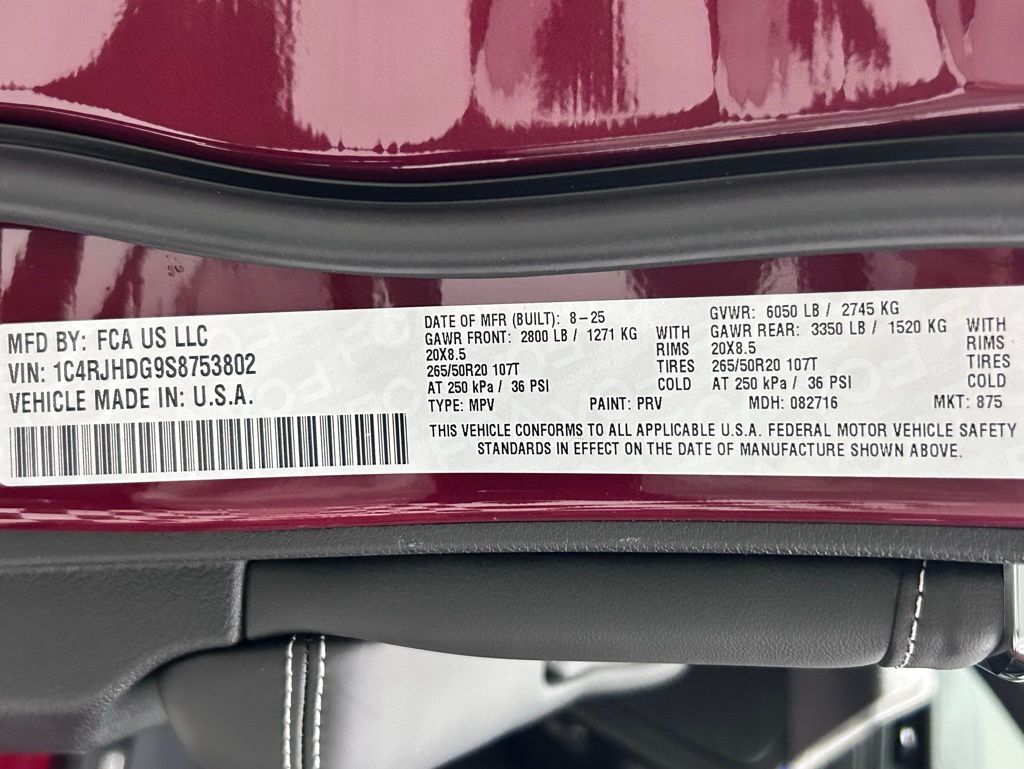 MFD BY: FCA US LLC
VIN: 1C4RJHDG9S8753802
VEHICLE MADE IN: U.S.A.
DATE OF MFR (BUILT): 8-25
GAWR FRONT: 2800 LB / 1271 KG WITH
20X8.5 RIMS
265/50R20 107T TIRES
AT 250 kPa / 36 PSI COLD
GVWR: 6050 LB / 2745 KG
GAWR REAR: 3350 LB / 1520 KG WITH
20X8.5 RIMS
265/50R20 107T TIRES
AT 250 kPa / 36 PSI COLD
TYPE: MPV PAINT: PRV MDH: 082716 MKT: 875
THIS VEHICLE CONFORMS TO ALL APPLICABLE U.S.A. FEDERAL MOTOR VEHICLE SAFETY
STANDARDS IN EFFECT ON THE DATE OF MANUFACTURE SHOWN ABOVE.